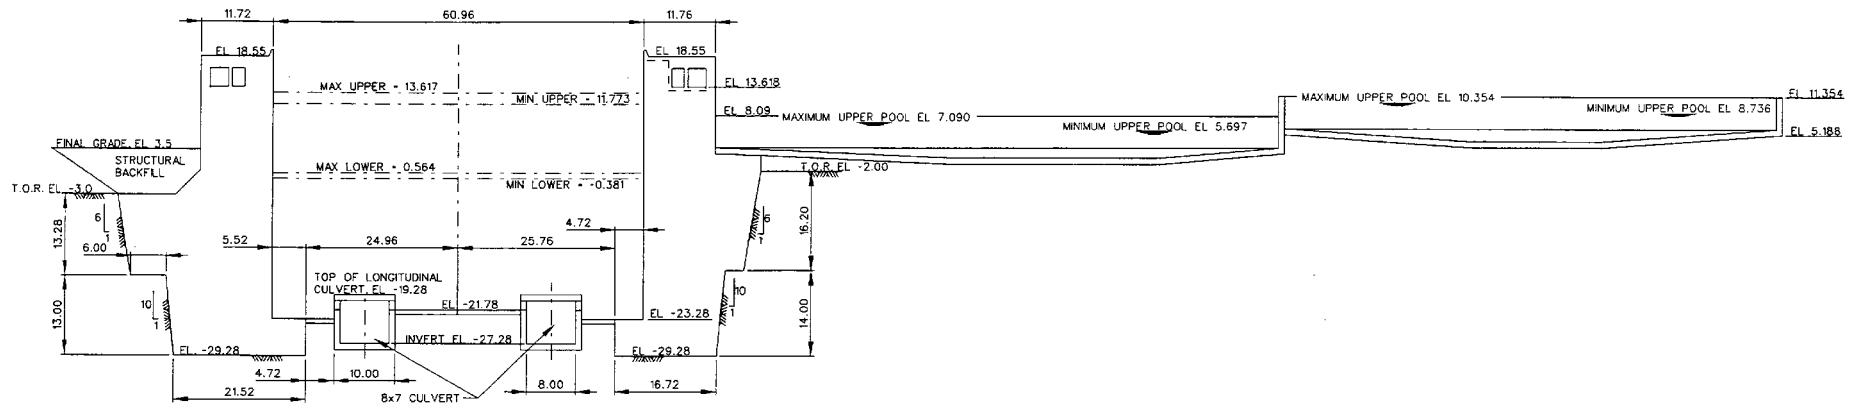 11.72
60.96
11.76
EL 18.55
EL 18.55
MAX UPPER - 13.617
MIN UPPER - 11.773
EL 13.618
EL 8.09
MAXIMUM UPPER POOL EL 7.090
MINIMUM UPPER POOL EL 5.697
MAXIMUM UPPER POOL EL 10.354
MINIMUM UPPER POOL EL 8.736
EL 11.354
EL 5.188
FINAL GRADE, EL 3.5
STRUCTURAL
BACKFILL
MAX LOWER - 0.564
MIN LOWER - -0.381
T.O.R. EL -3.0
T.O.R. EL -2.00
6
1
13.28
6.00
5.52
24.96
25.76
4.72
16.20
6
1
TOP OF LONGITUDINAL
CULVERT, EL -19.28
EL -21.78
EL -23.28
INVERT EL -27.28
10
1
13.00
10
1
14.00
EL. -29.28
EL -29.28
4.72
10.00
8.00
16.72
21.52
8x7 CULVERT